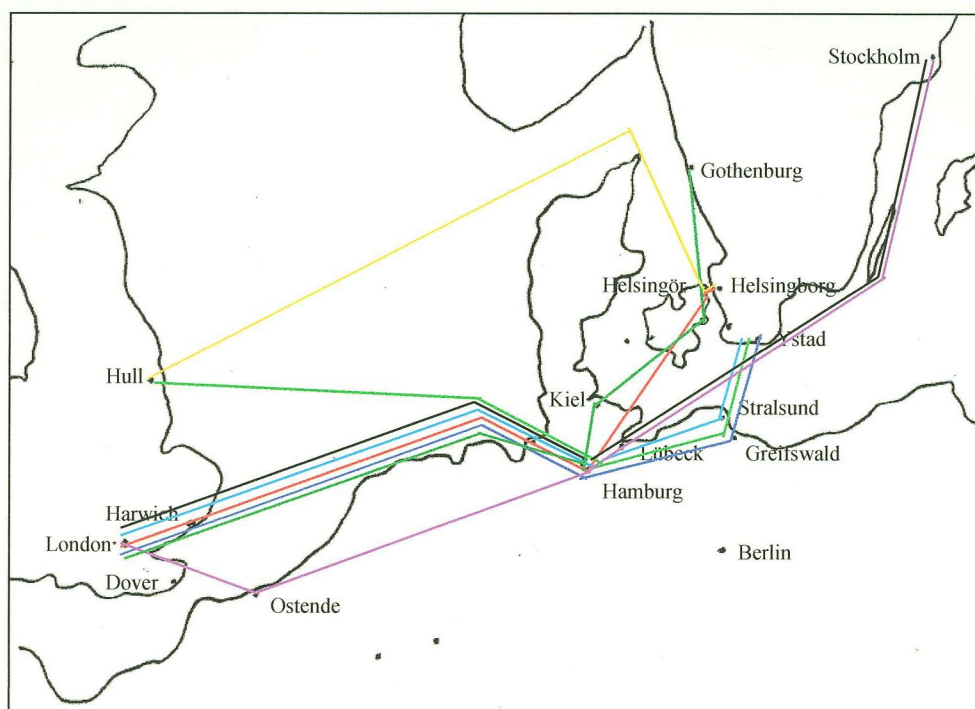 Stockholm
Gothenburg
Helsingör
Helsingborg
Ystad
Hull
Kiel
Stralsund
Lübeck
Greifswald
Hamburg
Harwich
London
Berlin
Dover
Ostende